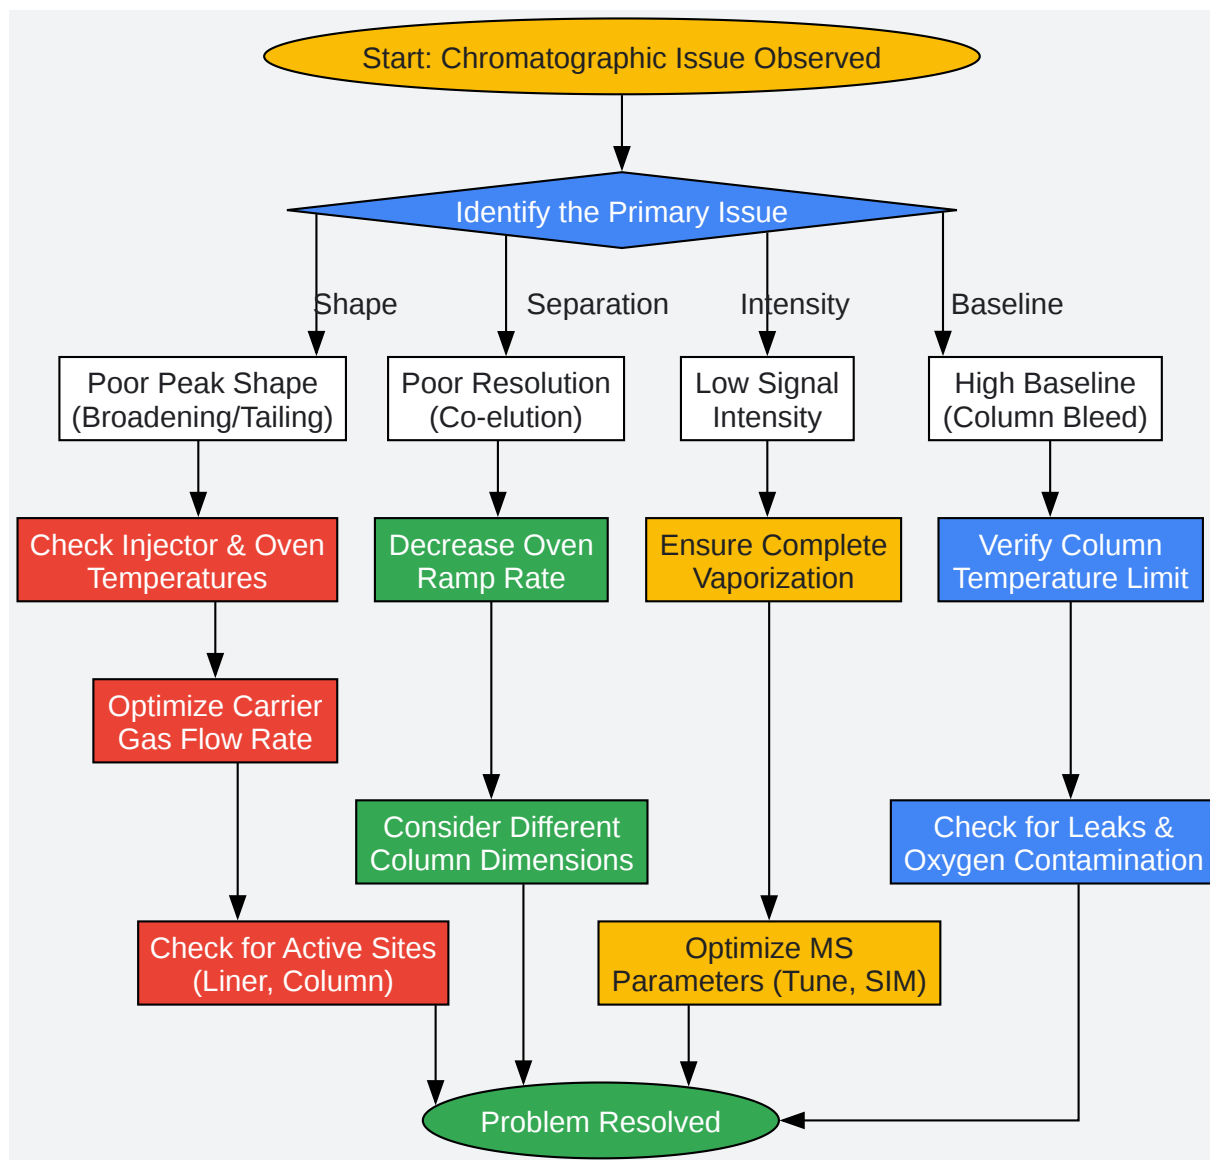 Start: Chromatographic Issue Observed
Identify the Primary Issue
Shape
Separation
Intensity
Baseline
Poor Peak Shape
(Broadening/Tailing)
Poor Resolution
(Co-elution)
Low Signal
Intensity
High Baseline
(Column Bleed)
Check Injector & Oven
Temperatures
Decrease Oven
Ramp Rate
Ensure Complete
Vaporization
Verify Column
Temperature Limit
Optimize Carrier
Gas Flow Rate
Consider Different
Column Dimensions
Check for Leaks &
Oxygen Contamination
Check for Active Sites
(Liner, Column)
Optimize MS
Parameters (Tune, SIM)
Problem Resolved